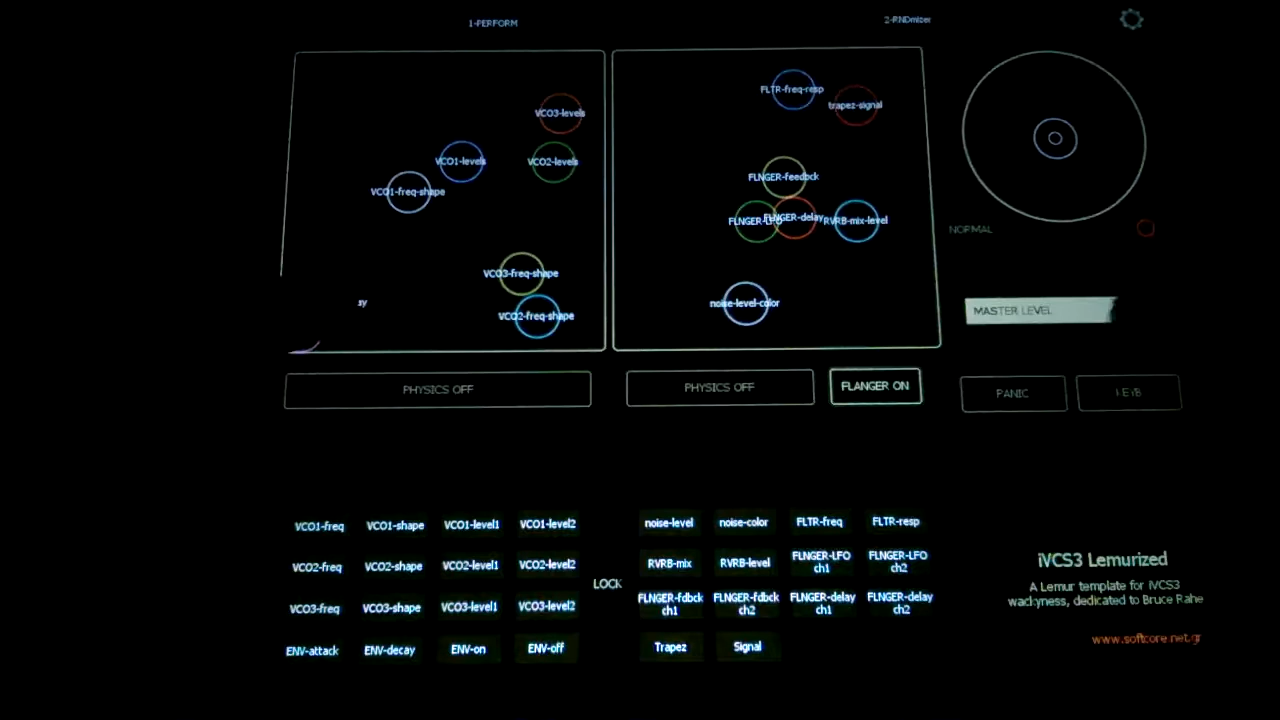 1-PERFORM
2-RNDmizer
VCO3-levels
VCO1-levels
VCO2-levels
VCO1-freq-shape
VCO3-freq-shape
sy
VCO2-freq-shape
FLTR-freq-resp
trapez-signal
FLNGER-feedbck
FLNGER-LFO
FLNGER-delay
RVRB-mix-level
noise-level-color
NORMAL
MASTER LEVEL
PHYSICS OFF
PHYSICS OFF
FLANGER ON
PANIC
KEYB
VCO1-freq
VCO1-shape
VCO1-level1
VCO1-level2
VCO2-freq
VCO2-shape
VCO2-level1
VCO2-level2
VCO3-freq
VCO3-shape
VCO3-level1
VCO3-level2
ENV-attack
ENV-decay
ENV-on
ENV-off
LOCK
noise-level
noise-color
FLTR-freq
FLTR-resp
RVRB-mix
RVRB-level
FLNGER-LFO
ch1
FLNGER-LFO
ch2
FLNGER-fdbck
ch1
FLNGER-fdbck
ch2
FLNGER-delay
ch1
FLNGER-delay
ch2
Trapez
Signal
iVCS3 Lemurized
A Lemur template for iVCS3
wackyness, dedicated to Bruce Rahe
www.softcore.net.gr